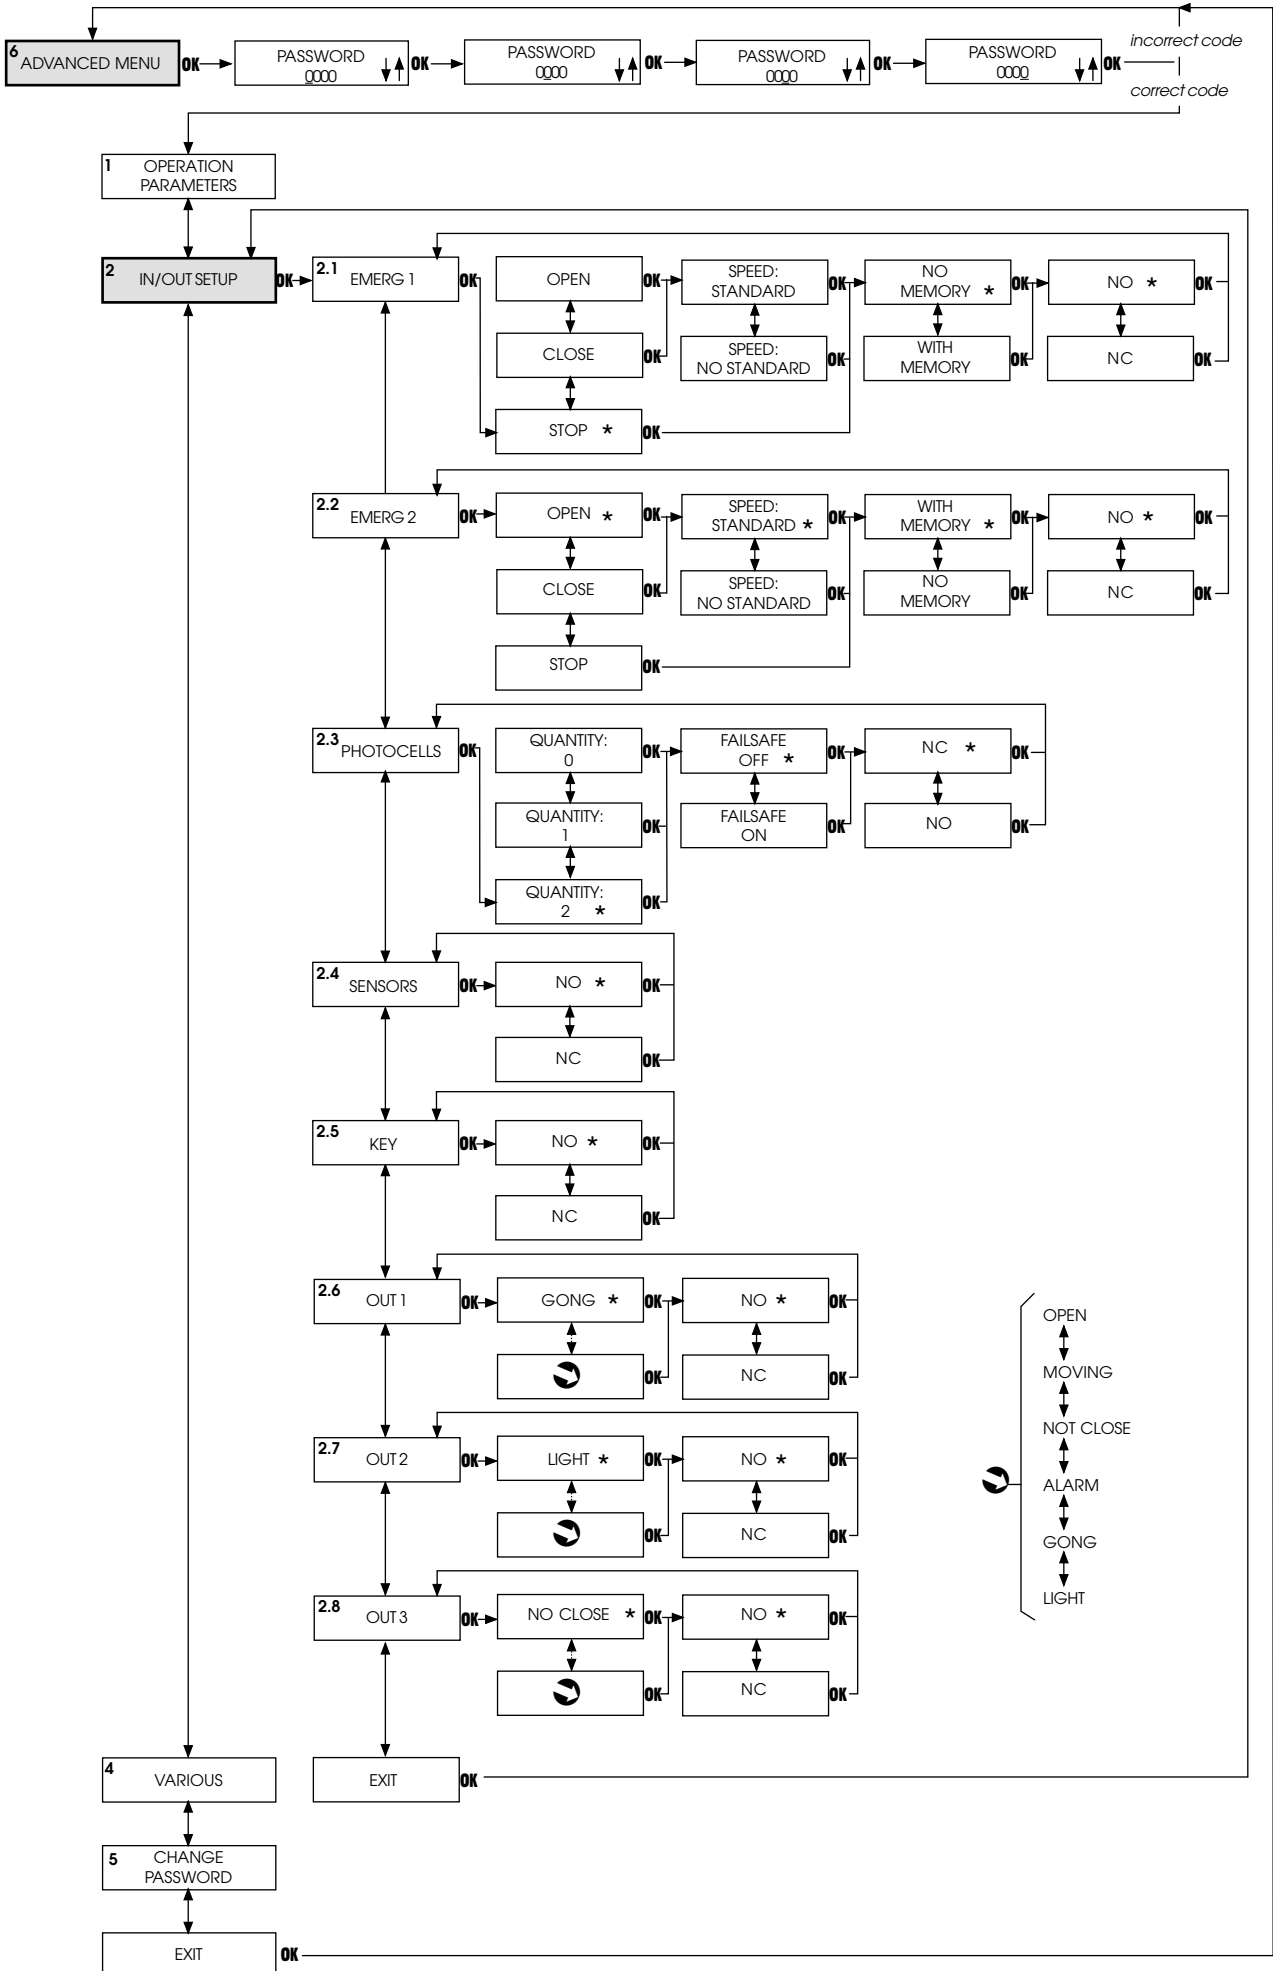 6 ADVANCED MENU OK
PASSWORD
0000 OK
PASSWORD
0000 OK
PASSWORD
0000 OK
PASSWORD
0000 OK
incorrect code
correct code
1 OPERATION
PARAMETERS
2 IN/OUT SETUP OK
2.1 EMERG 1 OK
OPEN OK
SPEED:
STANDARD OK
NO
MEMORY * OK
NO * OK
CLOSE OK
SPEED:
NO STANDARD OK
WITH
MEMORY OK
NC OK
STOP * OK
2.2 EMERG 2 OK
OPEN * OK
SPEED:
STANDARD * OK
WITH
MEMORY * OK
NO * OK
CLOSE OK
SPEED:
NO STANDARD OK
NO
MEMORY OK
NC OK
STOP OK
2.3 PHOTOCELLS OK
QUANTITY:
0 OK
FAILSAFE
OFF * OK
NC * OK
QUANTITY:
1 OK
FAILSAFE
ON OK
NO OK
QUANTITY:
2 * OK
2.4 SENSORS OK
NO * OK
NC OK
2.5 KEY OK
NO * OK
NC OK
2.6 OUT 1 OK
GONG * OK
NO * OK
OK
NC OK
2.7 OUT 2 OK
LIGHT * OK
NO * OK
OK
NC OK
2.8 OUT 3 OK
NO CLOSE * OK
NO * OK
OK
NC OK
OPEN
MOVING
NOT CLOSE
ALARM
GONG
LIGHT
4 VARIOUS
EXIT OK
5 CHANGE
PASSWORD
EXIT OK